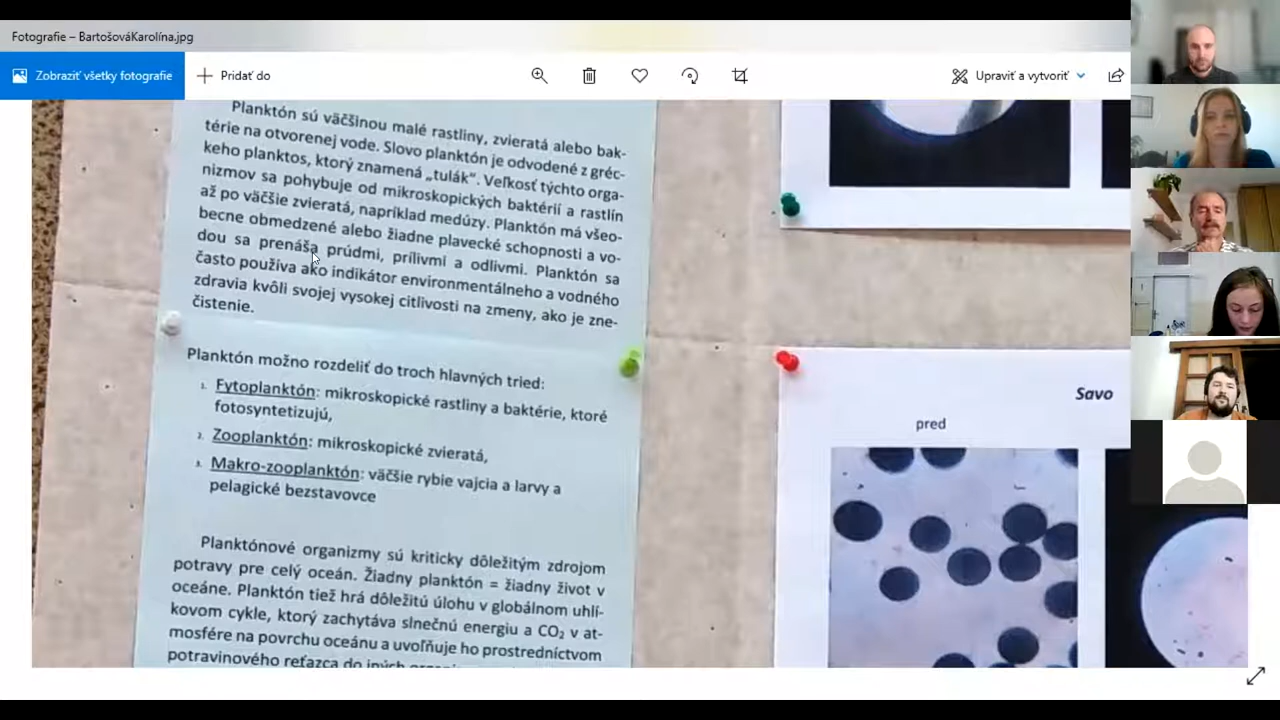 Fotografie – BartošováKarolína.jpg
Zobraziť všetky fotografie
Pridať do
Upraviť a vytvoriť
Planktón sú väčšinou malé rastliny, zvieratá alebo bak-
térie na otvorenej vode. Slovo planktón je odvodené z gréc-
keho planktos, ktorý znamená „tulák“. Veľkosť týchto orga-
nizmov sa pohybuje od mikroskopických baktérií a rastlín
až po väčšie zvieratá, napríklad medúzy. Planktón má všeo-
becne obmedzené alebo žiadne plavecké schopnosti a vo-
dou sa prenáša prúdmi, prílivmi a odlivmi. Planktón sa
často používa ako indikátor environmentálneho a vodného
zdravia kvôli svojej vysokej citlivosti na zmeny, ako je zne-
čistenie.
Planktón možno rozdeliť do troch hlavných tried:
1. Fytoplanktón: mikroskopické rastliny a baktérie, ktoré
fotosyntetizujú,
2. Zooplanktón: mikroskopické zvieratá,
3. Makro-zooplanktón: väčšie rybie vajcia a larvy a
pelagické bezstavovce
Planktónové organizmy sú kriticky dôležitým zdrojom
potravy pre celý oceán. Žiadny planktón = žiadny život v
oceáne. Planktón tiež hrá dôležitú úlohu v globálnom uhlí-
kovom cykle, ktorý zachytáva slnečnú energiu a CO₂ v at-
mosfére na povrchu oceánu a uvoľňuje ho prostredníctvom
potravinového reťazca do iných
Savo
pred